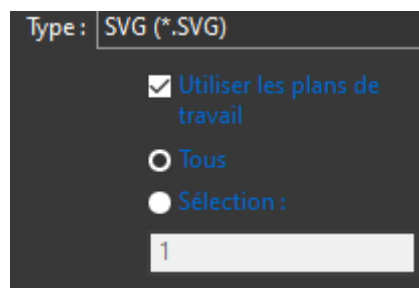 Type : SVG (*.SVG)
Utiliser les plans de
travail
Tous
Sélection :
1